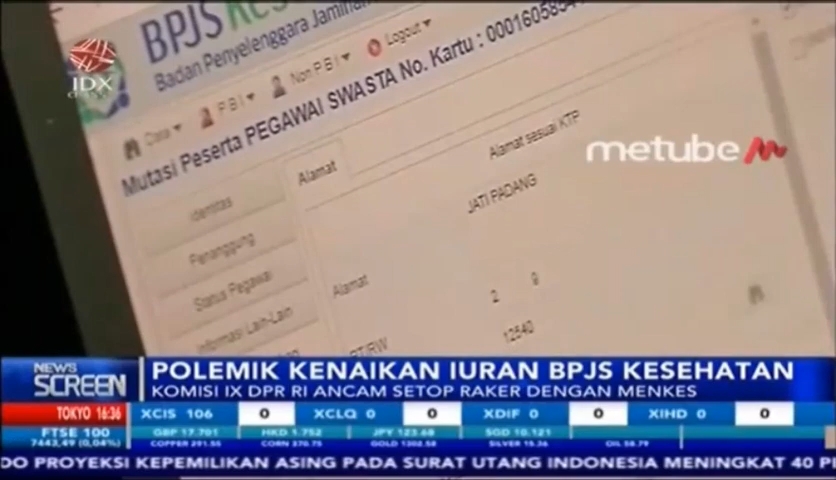 BPJS Kes
Badan Penyelenggara Jaminan
IDX
Data PBI Non PBI Logout
Mutasi Peserta PEGAWAI SWASTA No. Kartu : 0001605854
metube
Alamat
Alamat sesuai KTP
Identitas
JATI PADANG
Penanggung
Status Pegawai
Alamat
2 9
Informasi Lain-Lain
RT/RW
12540
NEWS SCREEN
POLEMIK KENAIKAN IURAN BPJS KESEHATAN
KOMISI IX DPR RI ANCAM SETOP RAKER DENGAN MENKES
TOKYO 16:36 XCIS 106 0 XCLQ 0 0 XDIF 0 0 XIHD 0 0
FTSE 100 GBP 17.701 HKD 1.752 JPY 123.68 SGD 10.121
7443,49 (0,04%) COPPER 291.55 CORN 370.75 GOLD 1302.58 SILVER 15.36 OIL 58.79
DO PROYEKSI KEPEMILIKAN ASING PADA SURAT UTANG INDONESIA MENINGKAT 40 P